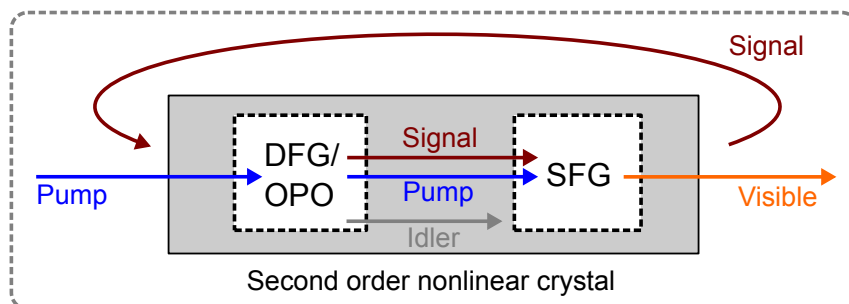 Signal
DFG/
OPO
Signal
Pump
Idler
SFG
Pump
Visible
Second order nonlinear crystal